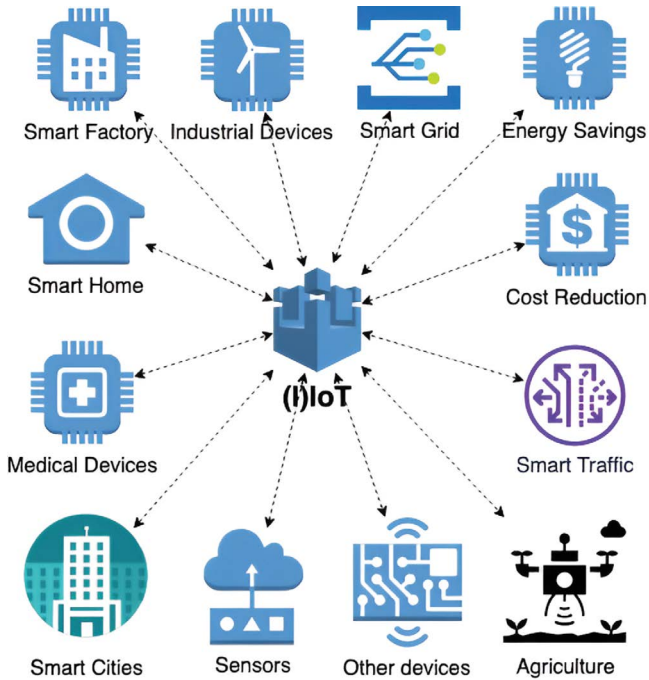 Smart Factory
Industrial Devices
Smart Grid
Energy Savings
Smart Home
$
Cost Reduction
(I)IoT
Medical Devices
Smart Traffic
Smart Cities
Sensors
Other devices
Agriculture